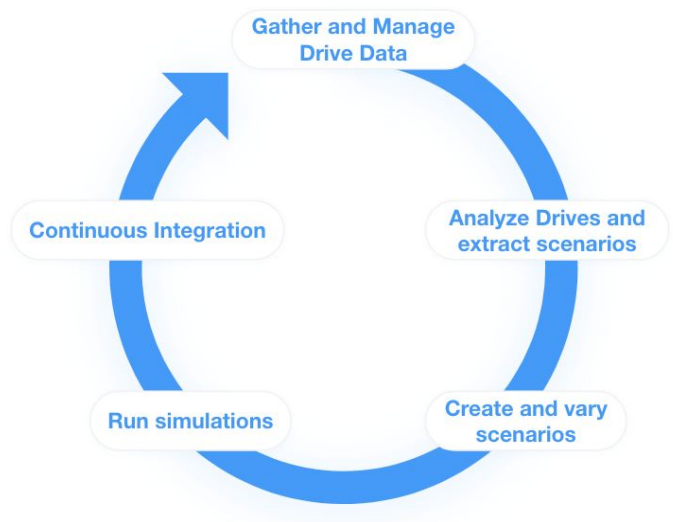 Gather and Manage
Drive Data
Analyze Drives and
extract scenarios
Create and vary
scenarios
Run simulations
Continuous Integration